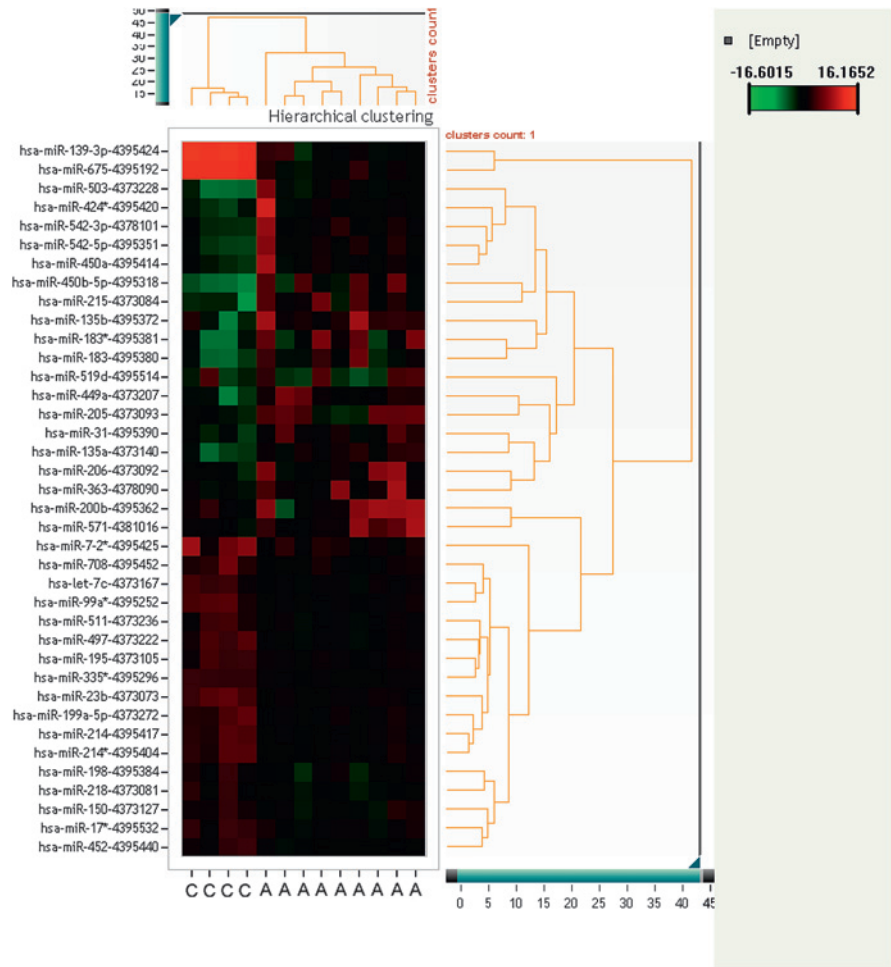 50
45
40
35
30
25
20
15
clusters count
[Empty]
-16.6015 16.1652
Hierarchical clustering
clusters count: 1
hsa-miR-139-3p-4395424
hsa-miR-675-4395192
hsa-miR-503-4373228
hsa-miR-424*-4395420
hsa-miR-542-3p-4378101
hsa-miR-542-5p-4395351
hsa-miR-450a-4395414
hsa-miR-450b-5p-4395318
hsa-miR-215-4373084
hsa-miR-135b-4395372
hsa-miR-183*-4395381
hsa-miR-183-4395380
hsa-miR-519d-4395514
hsa-miR-449a-4373207
hsa-miR-205-4373093
hsa-miR-31-4395390
hsa-miR-135a-4373140
hsa-miR-206-4373092
hsa-miR-363-4378090
hsa-miR-200b-4395362
hsa-miR-571-4381016
hsa-miR-7-2*-4395425
hsa-miR-708-4395452
hsa-let-7c-4373167
hsa-miR-99a*-4395252
hsa-miR-511-4373236
hsa-miR-497-4373222
hsa-miR-195-4373105
hsa-miR-335*-4395296
hsa-miR-23b-4373073
hsa-miR-199a-5p-4373272
hsa-miR-214-4395417
hsa-miR-214*-4395404
hsa-miR-198-4395384
hsa-miR-218-4373081
hsa-miR-150-4373127
hsa-miR-17*-4395532
hsa-miR-452-4395440
C C C C A A A A A A A A A
0 5 10 15 20 25 30 35 40 45